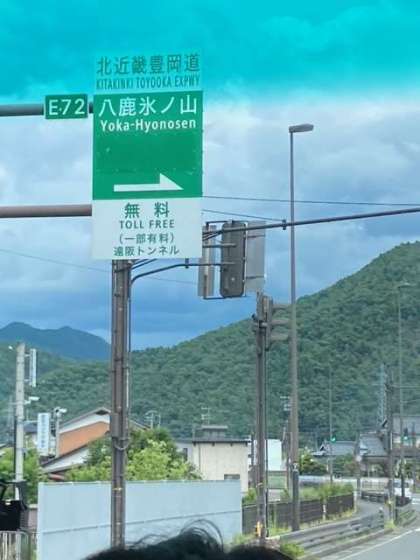 北近畿豊岡道
KITAKINKI TOYOOKA EXPWY
E72
八鹿氷ノ山
Yoka-Hyonosen
無料
TOLL FREE
(一部有料)
遠阪トンネル